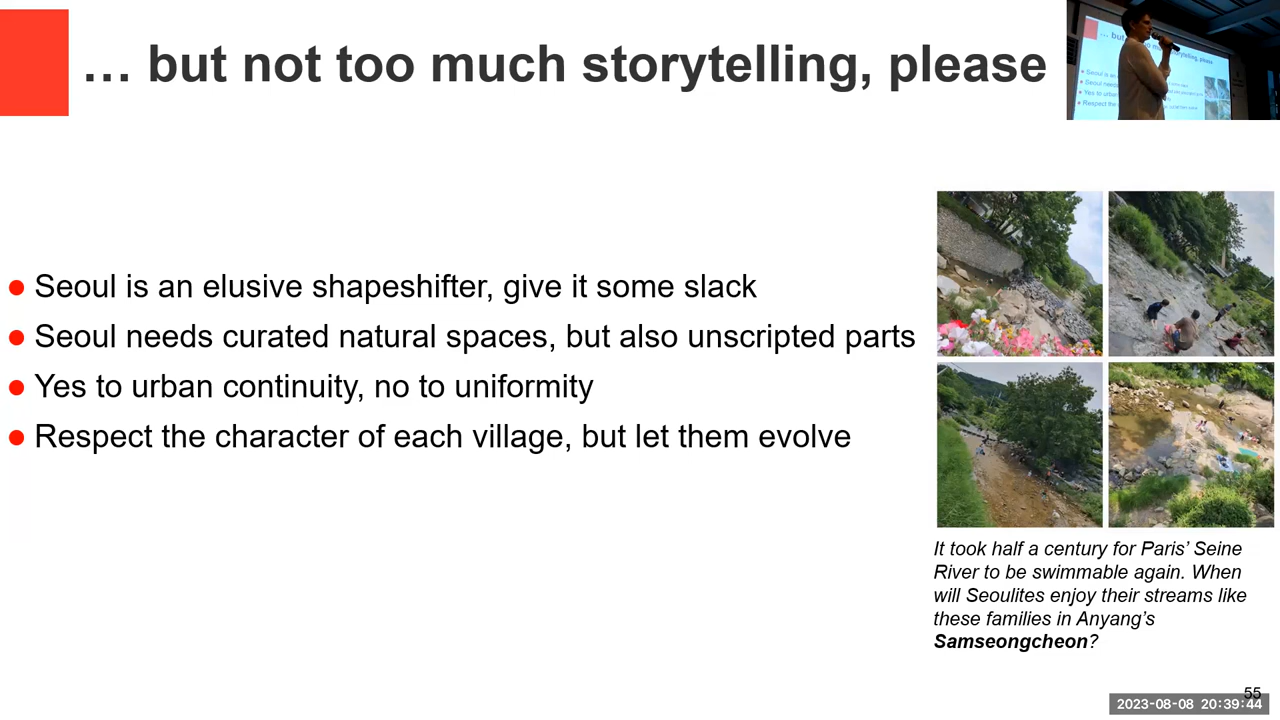 … but not too much storytelling, please
Seoul is an elusive shapeshifter, give it some slack
Seoul needs curated natural spaces, but also unscripted parts
Yes to urban continuity, no to uniformity
Respect the character of each village, but let them evolve
It took half a century for Paris’ Seine
River to be swimmable again. When
will Seoulites enjoy their streams like
these families in Anyang’s
Samseongcheon?
55
2023-08-08 20:39:44